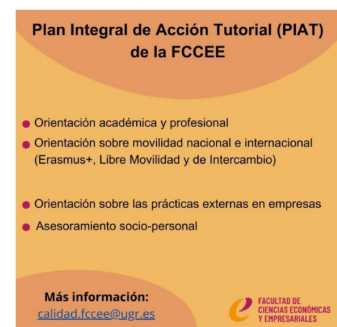 Plan Integral de Acción Tutorial (PIAT)
de la FCCEE
Orientación académica y profesional
Orientación sobre movilidad nacional e internacional
(Erasmus+, Libre Movilidad y de Intercambio)
Orientación sobre las prácticas externas en empresas
Asesoramiento socio-personal
Más información:
calidad.fccee@ugr.es
FACULTAD DE
CIENCIAS ECONÓMICAS
Y EMPRESARIALES